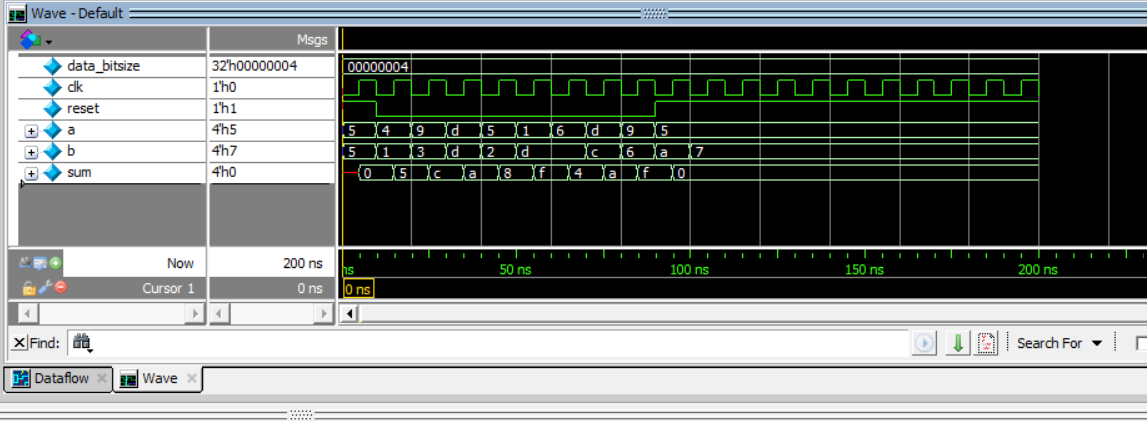 Wave - Default
Msgs
data_bitsize 32'h00000004 00000004
clk 1'h0
reset 1'h1
a 4'h5 5 4 9 d 5 1 6 d 9 5
b 4'h7 5 1 3 d 2 d c 6 a 7
sum 4'h0 0 5 c a 8 f 4 a f 0
Now 200 ns ns 50 ns 100 ns 150 ns 200 ns
Cursor 1 0 ns 0 ns
Find: Search For
Dataflow Wave